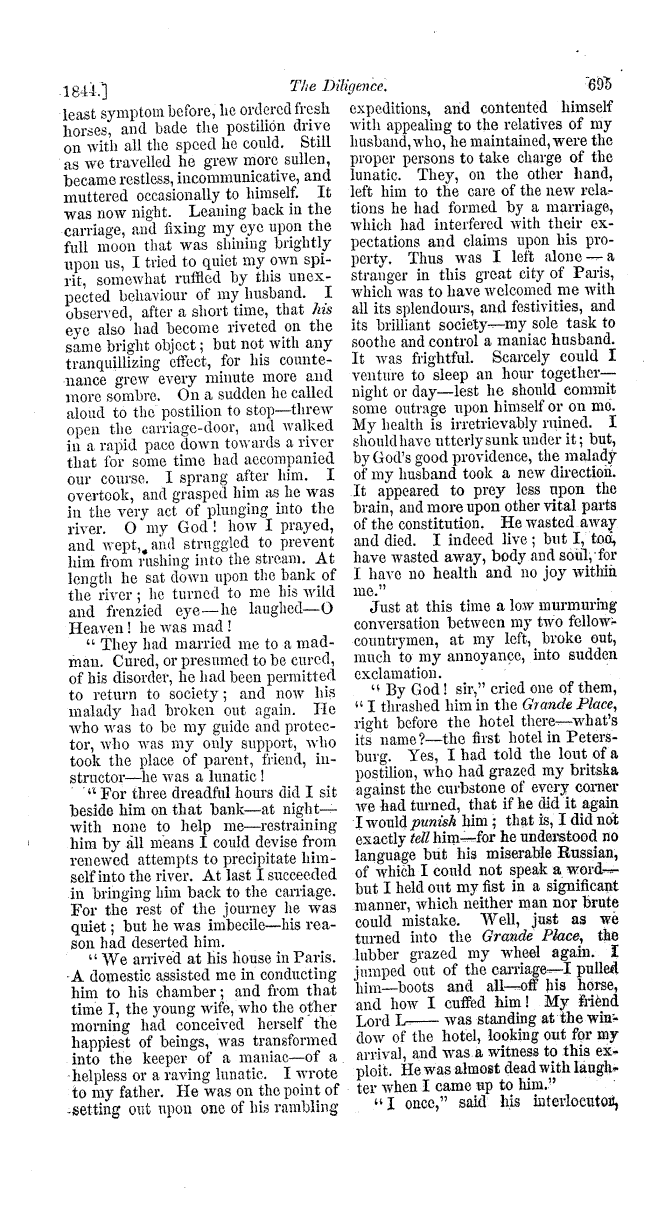 1844.]
The Diligence.
695
least symptom before, he ordered fresh
horses, and bade the postilion drive
on with all the speed he could. Still
as we travelled he grew more sullen,
became restless, incommunicative, and
muttered occasionally to himself. It
was now night. Leaning back in the
carriage, and fixing my eye upon the
full moon that was shining brightly
upon us, I tried to quiet my own spi-
rit, somewhat ruffled by this unex-
pected behaviour of my husband. I
observed, after a short time, that his
eye also had become riveted on the
same bright object; but not with any
tranquillizing effect, for his counte-
nance grew every minute more and
more sombre. On a sudden he called
aloud to the postilion to stop—threw
open the carriage-door, and walked
in a rapid pace down towards a river
that for some time had accompanied
our course. I sprang after him. I
overtook, and grasped him as he was
in the very act of plunging into the
river. O my God! how I prayed,
and wept, and struggled to prevent
him from rushing into the stream. At
length he sat down upon the bank of
the river; he turned to me his wild
and frenzied eye—he laughed—O
Heaven! he was mad!
" They had married me to a mad-
man. Cured, or presumed to be cured,
of his disorder, he had been permitted
to return to society; and now his
malady had broken out again. He
who was to be my guide and protec-
tor, who was my only support, who
took the place of parent, friend, in-
structor—he was a lunatic!
" For three dreadful hours did I sit
beside him on that bank—at night—
with none to help me—restraining
him by all means I could devise from
renewed attempts to precipitate him-
self into the river. At last I succeeded
in bringing him back to the carriage.
For the rest of the journey he was
quiet; but he was imbecile—his rea-
son had deserted him.
" We arrived at his house in Paris.
A domestic assisted me in conducting
him to his chamber; and from that
time I, the young wife, who the other
morning had conceived herself the
happiest of beings, was transformed
into the keeper of a maniac—of a
helpless or a raving lunatic. I wrote
to my father. He was on the point of
setting out upon one of his rambling
expeditions, and contented himself
with appealing to the relatives of my
husband, who, he maintained, were the
proper persons to take charge of the
lunatic. They, on the other hand,
left him to the care of the new rela-
tions he had formed by a marriage,
which had interfered with their ex-
pectations and claims upon his pro-
perty. Thus was I left alone—a
stranger in this great city of Paris,
which was to have welcomed me with
all its splendours, and festivities, and
its brilliant society—my sole task to
soothe and control a maniac husband.
It was frightful. Scarcely could I
venture to sleep an hour together—
night or day—lest he should commit
some outrage upon himself or on me.
My health is irretrievably ruined. I
should have utterly sunk under it; but,
by God's good providence, the malady
of my husband took a new direction.
It appeared to prey less upon the
brain, and more upon other vital parts
of the constitution. He wasted away
and died. I indeed live; but I, too,
have wasted away, body and soul, for
I have no health and no joy within
me."
Just at this time a low murmuring
conversation between my two fellow-
countrymen, at my left, broke out,
much to my annoyance, into sudden
exclamation.
" By God! sir," cried one of them,
" I thrashed him in the Grande Place,
right before the hotel there—what's
its name?—the first hotel in Peters-
burg. Yes, I had told the lout of a
postilion, who had grazed my britska
against the curbstone of every corner
we had turned, that if he did it again
I would punish him; that is, I did not
exactly tell him—for he understood no
language but his miserable Russian,
of which I could not speak a word—
but I held out my fist in a significant
manner, which neither man nor brute
could mistake. Well, just as we
turned into the Grande Place, the
lubber grazed my wheel again. I
jumped out of the carriage—I pulled
him—boots and all—off his horse,
and how I cuffed him! My friend
Lord L—— was standing at the win-
dow of the hotel, looking out for my
arrival, and was a witness to this ex-
ploit. He was almost dead with laugh-
ter when I came up to him."
" I once," said his interlocutor,